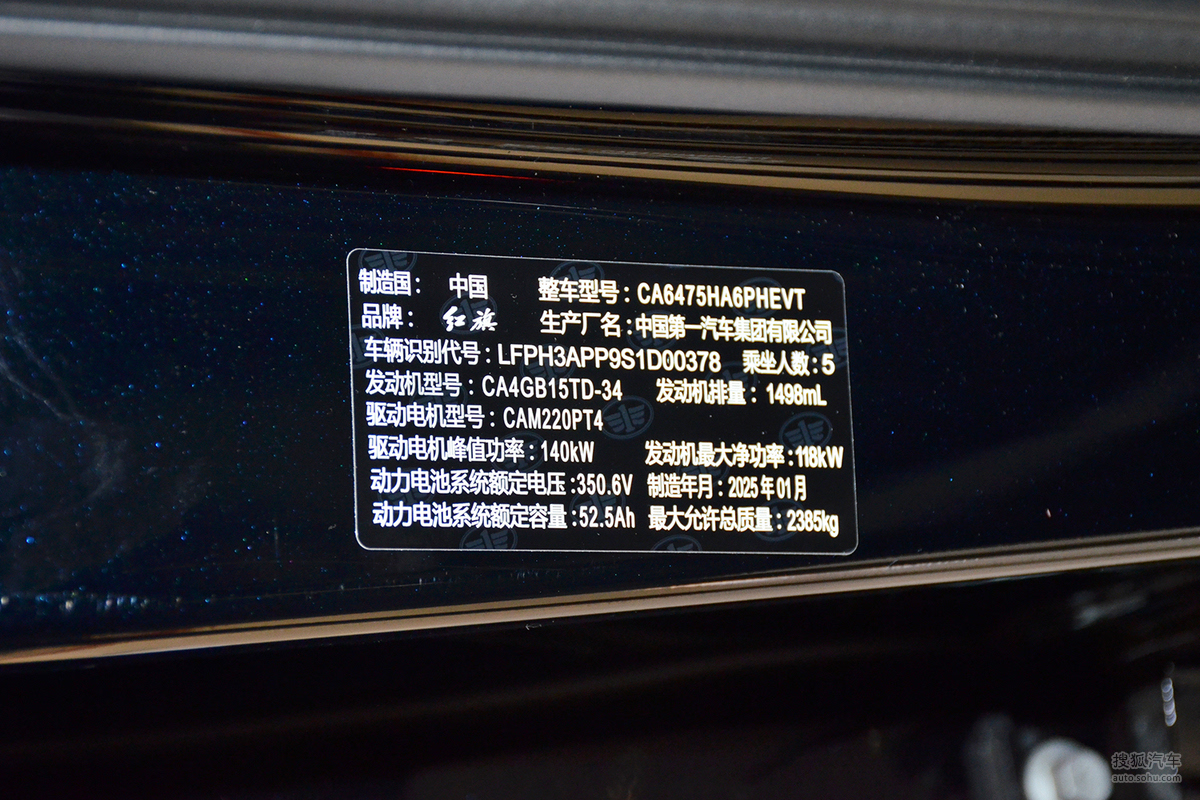 制造国： 中国 整车型号：CA6475HA6PHEVT
品牌： 红旗 生产厂名：中国第一汽车集团有限公司
车辆识别代号：LFPH3APP9S1D00378 乘坐人数：5
发动机型号：CA4GB15TD-34 发动机排量：1498mL
驱动电机型号：CAM220PT4
驱动电机峰值功率：140kW 发动机最大净功率：118kW
动力电池系统额定电压：350.6V 制造年月：2025年01月
动力电池系统额定容量：52.5Ah 最大允许总质量：2385kg
搜狐汽车
auto.sohu.com